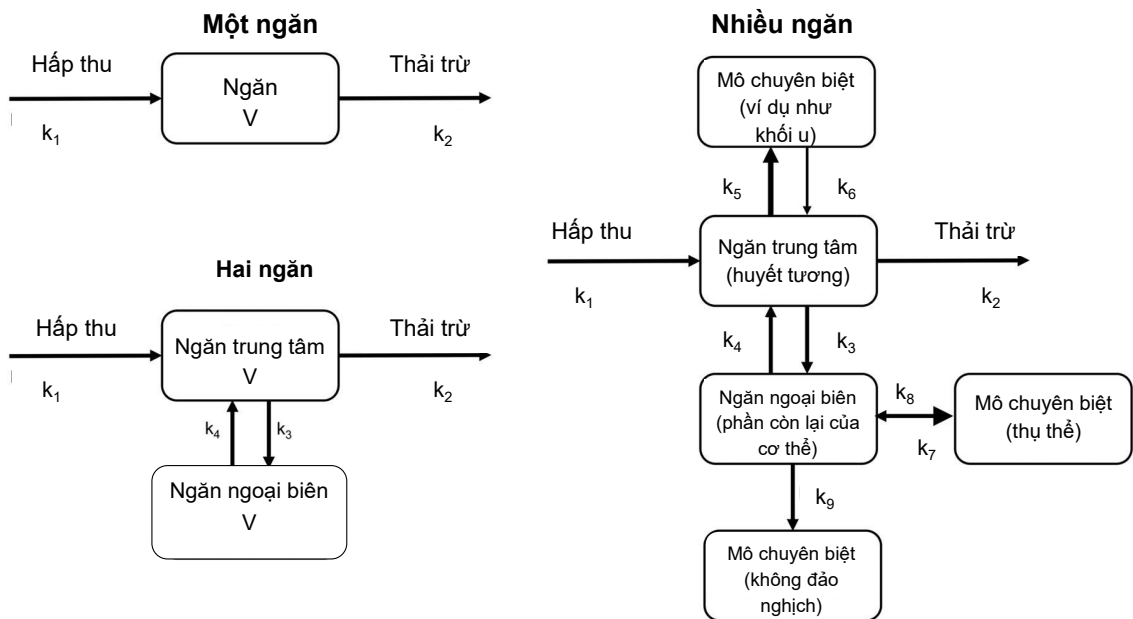 Một ngăn
Hấp thu
k₁
Ngăn
V
Thải trừ
k₂
Hai ngăn
Hấp thu
k₁
Ngăn trung tâm
V
Thải trừ
k₂
k₄
k₃
Ngăn ngoại biên
V
Nhiều ngăn
Mô chuyên biệt
(ví dụ như
khối u)
k₅
k₆
Hấp thu
k₁
Ngăn trung tâm
(huyết tương)
Thải trừ
k₂
k₄
k₃
Ngăn ngoại biên
(phần còn lại của
cơ thể)
k₈
k₇
Mô chuyên biệt
(thụ thể)
k₉
Mô chuyên biệt
(không đảo
nghịch)